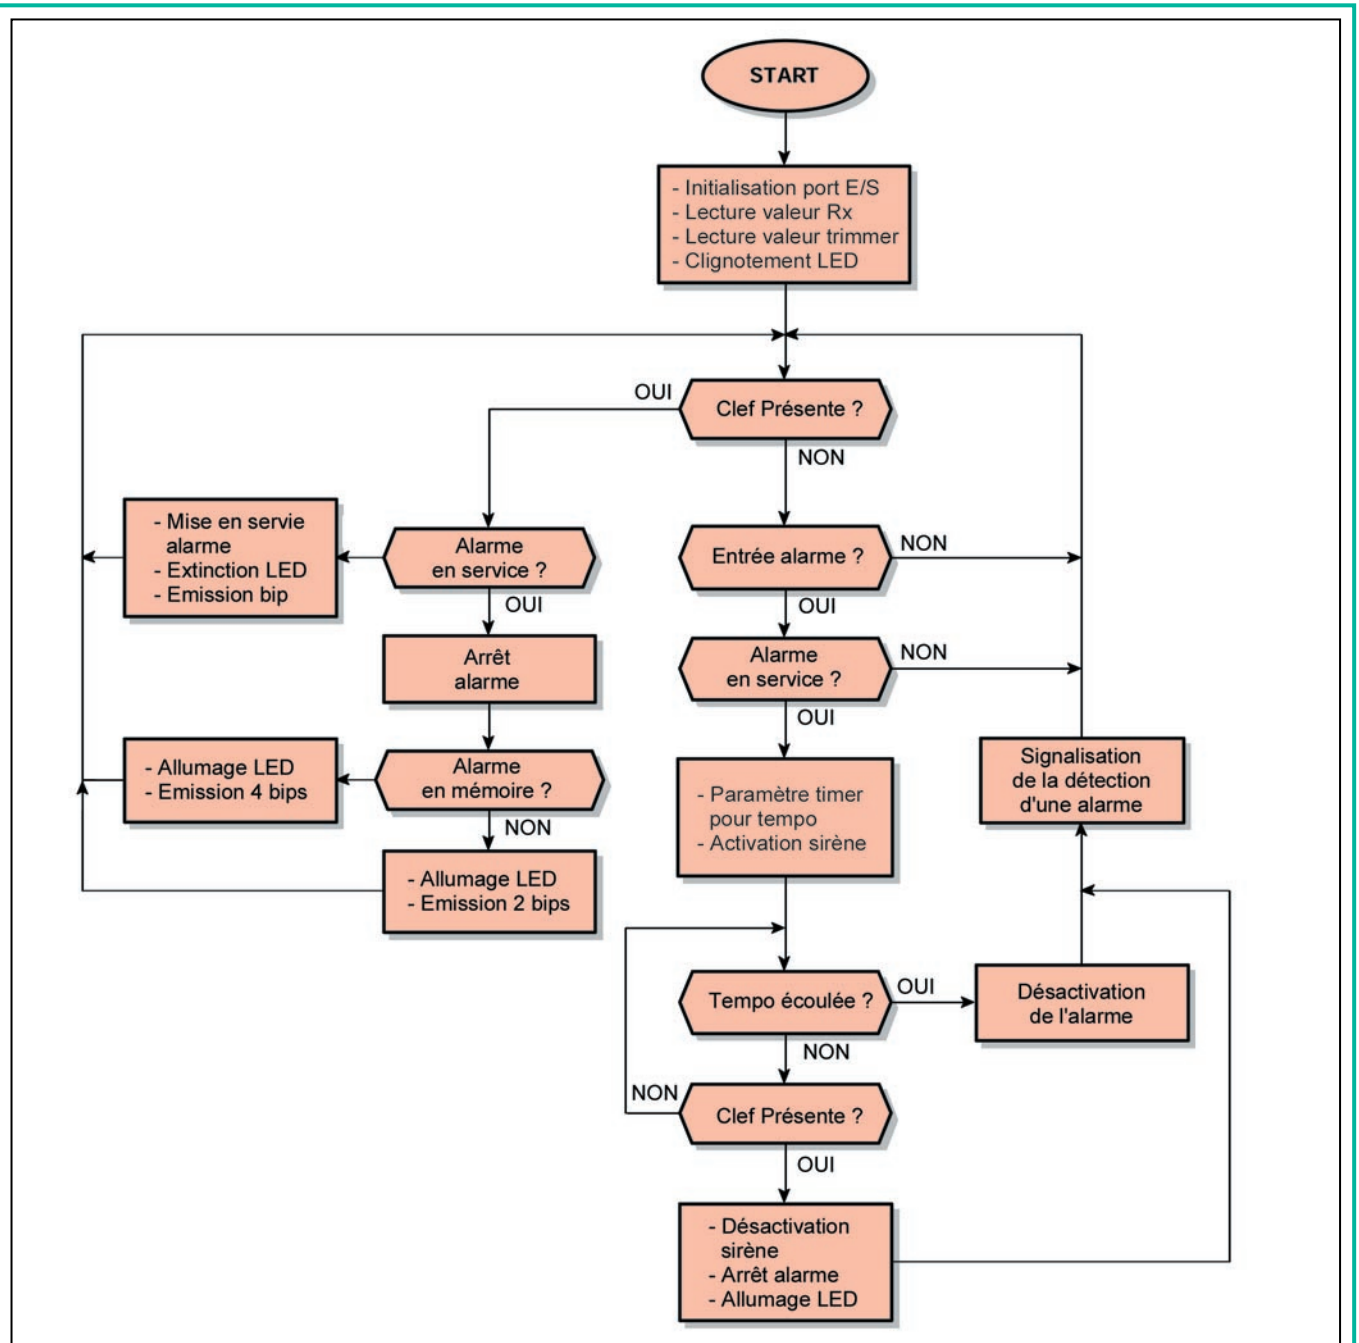 START
- Initialisation port E/S
- Lecture valeur Rx
- Lecture valeur trimmer
- Clignotement LED
OUI
Clef Présente ?
NON
- Mise en servie
alarme
- Extinction LED
- Emission bip
Alarme
en service ?
OUI
Arrêt
alarme
Alarme
en mémoire ?
- Allumage LED
- Emission 4 bips
NON
- Allumage LED
- Emission 2 bips
Entrée alarme ?
NON
OUI
Alarme
en service ?
NON
OUI
- Paramètre timer
pour tempo
- Activation sirène
Signalisation
de la détection
d'une alarme
Tempo écoulée ?
OUI
Désactivation
de l'alarme
NON
NON
Clef Présente ?
OUI
- Désactivation
sirène
- Arrêt alarme
- Allumage LED